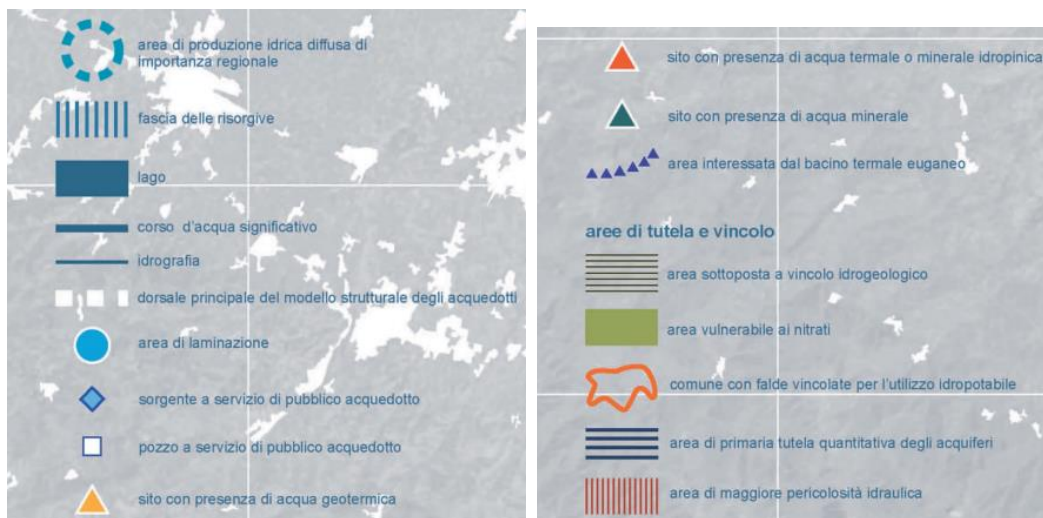 area di produzione idrica diffusa di
importanza regionale
fascia delle risorgive
lago
corso d'acqua significativo
idrografia
dorsale principale del modello strutturale degli acquedotti
area di laminazione
sorgente a servizio di pubblico acquedotto
pozzo a servizio di pubblico acquedotto
sito con presenza di acqua geotermica
sito con presenza di acqua termale o minerale idropinica
sito con presenza di acqua minerale
area interessata dal bacino termale euganeo
aree di tutela e vincolo
area sottoposta a vincolo idrogeologico
area vulnerabile ai nitrati
comune con falde vincolate per l'utilizzo idropotabile
area di primaria tutela quantitativa degli acquiferi
area di maggiore pericolosità idraulica